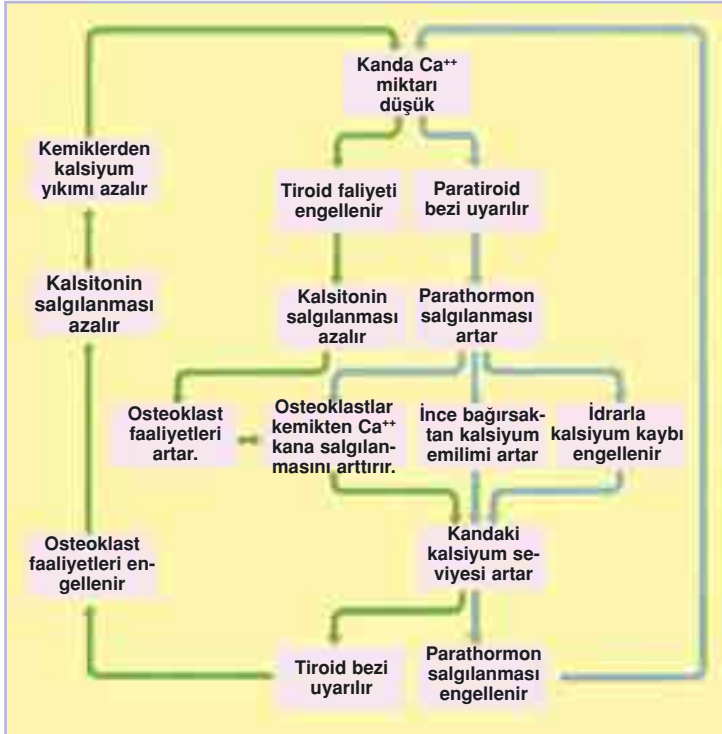 Kanda Ca⁺⁺
miktarı
düşük
Kemiklerden
kalsiyum
yıkımı azalır
Tiroid faliyeti
engellenir
Paratiroid
bezi uyarılır
Kalsitonin
salgılanması
azalır
Kalsitonin
salgılanması
azalır
Parathormon
salgılanması
artar
Osteoklast
faaliyetleri
artar.
Osteoklastlar
kemikten Ca⁺⁺
kana salgılan-
masını arttırır.
İnce bağırsak-
tan kalsiyum
emilimi artar
İdrarla
kalsiyum kaybı
engellenir
Osteoklast
faaliyetleri en-
gellenir
Kandaki
kalsiyum se-
viyesi artar
Tiroid bezi
uyarılır
Parathormon
salgılanması
engellenir